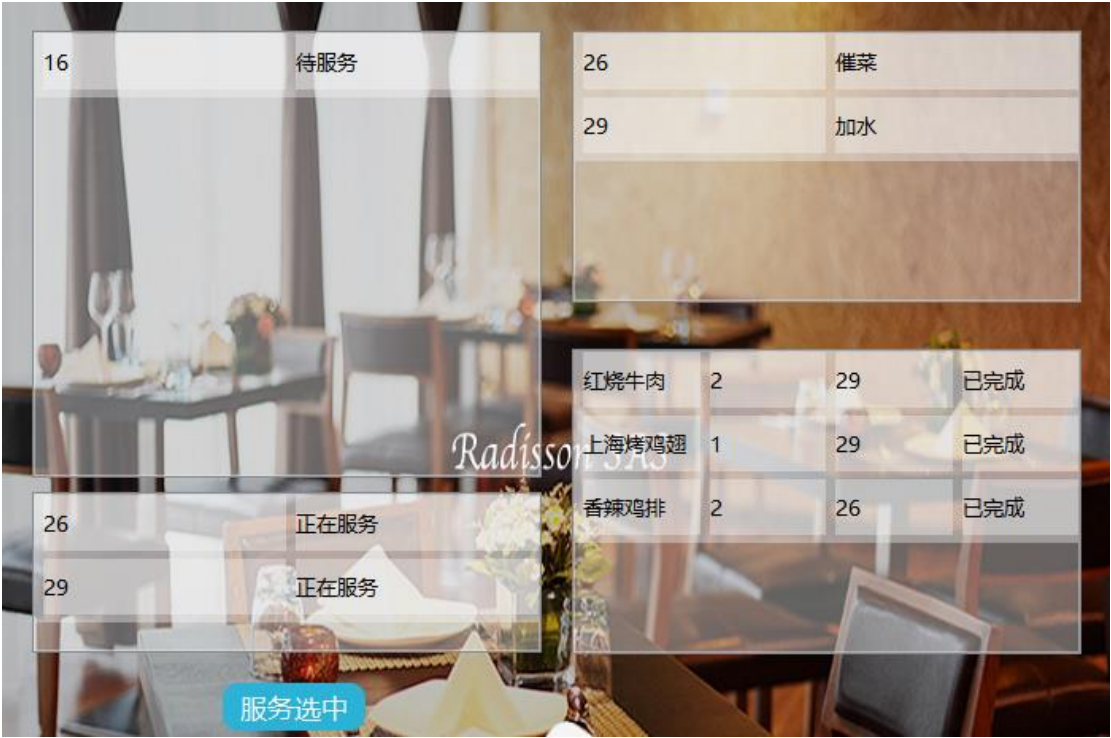 16 待服务
26 催菜
29 加水
红烧牛肉 2 29 已完成
上海烤鸡翅 1 29 已完成
香辣鸡排 2 26 已完成
Radisson SAS
26 正在服务
29 正在服务
服务选中